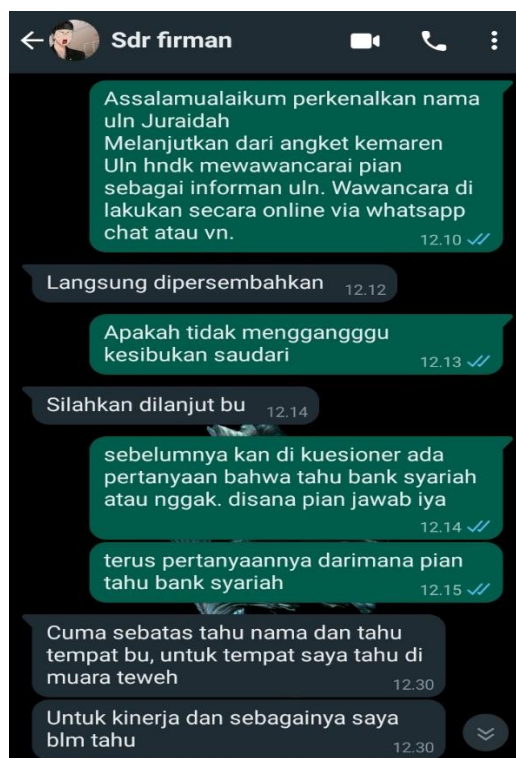 Sdr firman
Assalamualaikum perkenalkan nama
uln Juraidah
Melanjutkan dari angket kemaren
Uln hndk mewawancarai pian
sebagai informan uln. Wawancara di
lakukan secara online via whatsapp
chat atau vn.
12.10
Langsung dipersembahkan 12.12
Apakah tidak menggangggu
kesibukan saudari 12.13
Silahkan dilanjut bu 12.14
sebelumnya kan di kuesioner ada
pertanyaan bahwa tahu bank syariah
atau nggak. disana pian jawab iya
12.14
terus pertanyaannya darimana pian
tahu bank syariah 12.15
Cuma sebatas tahu nama dan tahu
tempat bu, untuk tempat saya tahu di
muara teweh 12.30
Untuk kinerja dan sebagainya saya
blm tahu 12.30